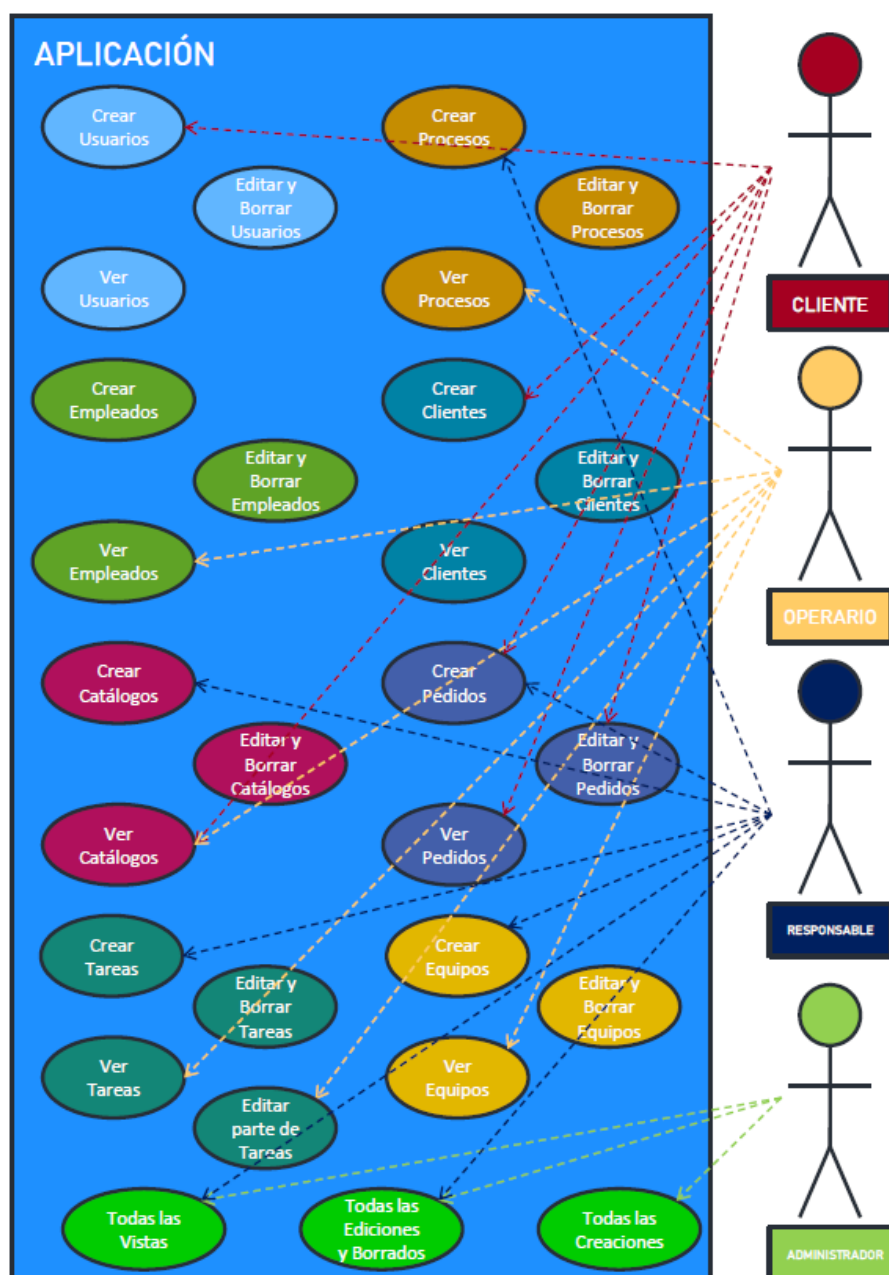 APLICACIÓN
Crear
Usuarios
Crear
Procesos
Editar y
Borrar
Usuarios
Editar y
Borrar
Procesos
Ver
Usuarios
Ver
Procesos
CLIENTE
Crear
Empleados
Crear
Clientes
Editar y
Borrar
Empleados
Editar y
Borrar
Clientes
Ver
Empleados
Ver
Clientes
OPERARIO
Crear
Catálogos
Crear
Pedidos
Editar y
Borrar
Catálogos
Editar y
Borrar
Pedidos
Ver
Catálogos
Ver
Pedidos
RESPONSABLE
Crear
Tareas
Crear
Equipos
Editar y
Borrar
Tareas
Editar y
Borrar
Equipos
Ver
Tareas
Ver
Equipos
Editar
parte de
Tareas
Todas las
Vistas
Todas las
Ediciones
y Borrados
Todas las
Creaciones
ADMINISTRADOR